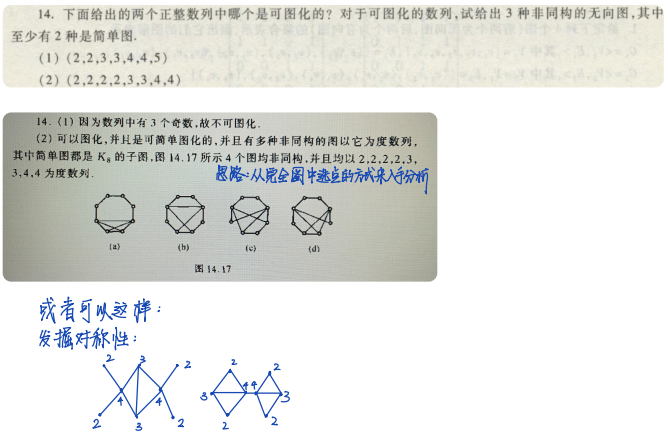 14. 下面给出的两个正整数列中哪个是可图化的? 对于可图化的数列,试给出 3 种非同构的无向图,其中
至少有 2 种是简单图.
(1) (2,2,3,3,4,4,5)
(2) (2,2,2,2,3,3,4,4)
14. (1) 因为数列中有 3 个奇数,故不可图化.
(2) 可以图化,并且是可简单图化的,并且有多种非同构的图以它为度数列,
其中简单图都是 K₈ 的子图,图 14.17 所示 4 个图均非同构,并且均以 2,2,2,2,3,
3,4,4 为度数列.
思路:从完全图中选点的方式来入手分析
(a) (b) (c) (d)
图 14.17
或者可以这样:
发掘对称性:
2 3 2 2 2
4 4 3 4 4 3
2 3 2 2 2